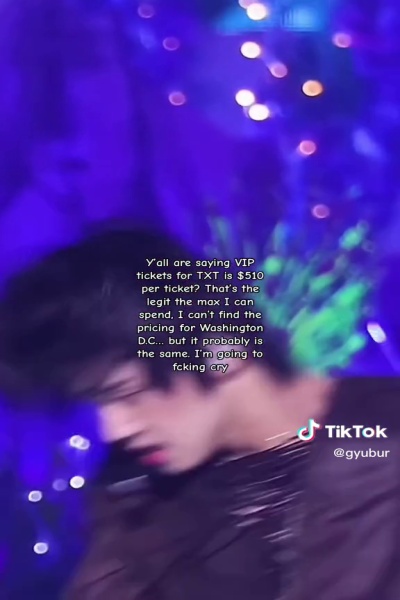 Y'all are saying VIP
tickets for TXT is $510
per ticket? That's the
legit the max I can
spend, I can't find the
pricing for Washington
D.C... but it probably is
the same. I'm going to
fcking cry
TikTok
@gyubur